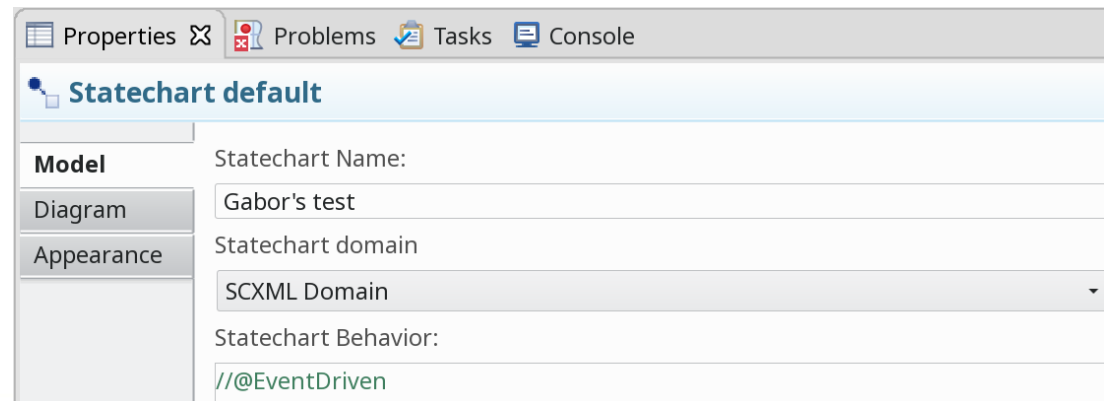 Properties Problems Tasks Console
Statechart default
Model
Diagram
Appearance
Statechart Name:
Gabor's test
Statechart domain
SCXML Domain
Statechart Behavior:
//@EventDriven